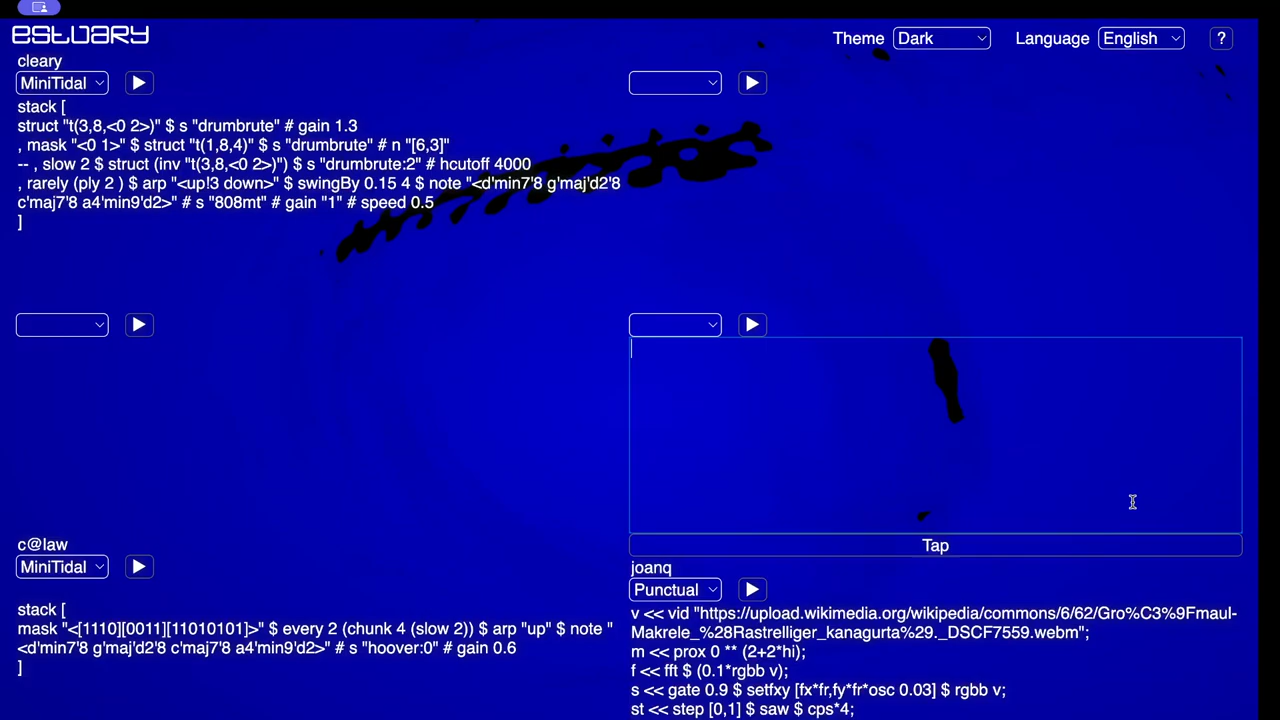 estuary
Theme Dark Language English ?
cleary
MiniTidal
stack [
struct "t(3,8,<0 2>)" $ s "drumbrute" # gain 1.3
, mask "<0 1>" $ struct "t(1,8,4)" $ s "drumbrute" # n "[6,3]"
-- , slow 2 $ struct (inv "t(3,8,<0 2>)") $ s "drumbrute:2" # hcutoff 4000
, rarely (ply 2 ) $ arp "<up!3 down>" $ swingBy 0.15 4 $ note "<d'min7'8 g'maj'd2'8
c'maj7'8 a4'min9'd2>" # s "808mt" # gain "1" # speed 0.5
]
c@law
MiniTidal
stack [
mask "<[1110][0011][11010101]>" $ every 2 (chunk 4 (slow 2)) $ arp "up" $ note "
<d'min7'8 g'maj'd2'8 c'maj7'8 a4'min9'd2>" # s "hoover:0" # gain 0.6
]
Tap
joanq
Punctual
v << vid "https://upload.wikimedia.org/wikipedia/commons/6/62/Gro%C3%9Fmaul-
Makrele_%28Rastrelliger_kanagurta%29._DSCF7559.webm";
m << prox 0 ** (2+2*hi);
f << fft $ (0.1*rgbb v);
s << gate 0.9 $ setfxy [fx*fr,fy*fr*osc 0.03] $ rgbb v;
st << step [0,1] $ saw $ cps*4;